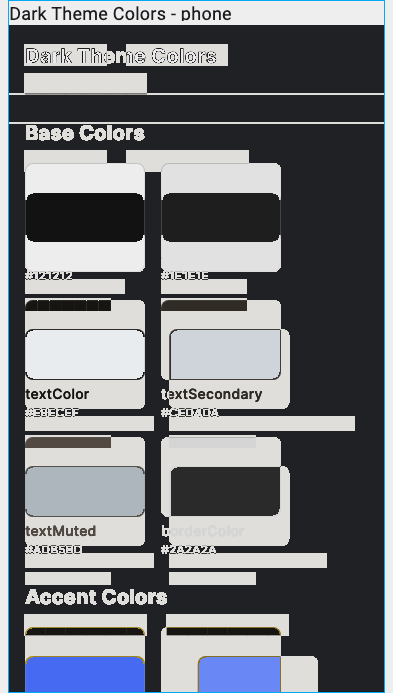 Dark Theme Colors - phone
Dark Theme Colors
Base Colors
#121212 #1E1E1E
textColor textSecondary
#E9ECEF #CED4DA
textMuted borderColor
#ADB5BD #2A2A2A
Accent Colors